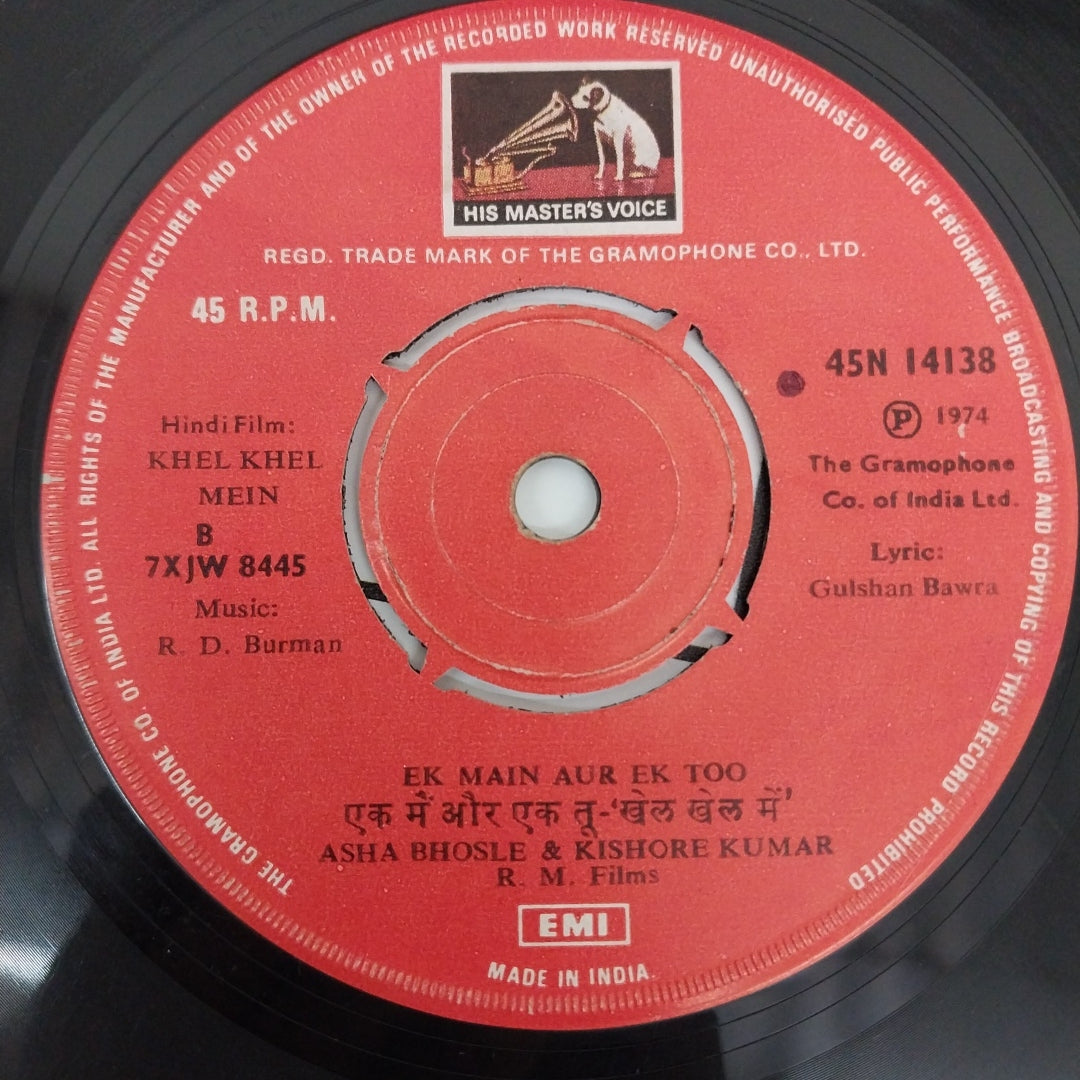 THE GRAMOPHONE CO. OF INDIA LTD. ALL RIGHTS OF THE MANUFACTURER AND OF THE OWNER OF THE RECORDED WORK RESERVED UNAUTHORISED PUBLIC PERFORMANCE BROADCASTING AND COPYING OF THIS RECORD PROHIBITED
HIS MASTER'S VOICE
REGD. TRADE MARK OF THE GRAMOPHONE CO., LTD.
45 R.P.M.
Hindi Film:
KHEL KHEL
MEIN
B
7XJW 8445
Music:
R. D. Burman
45N 14138
Ⓟ 1974
The Gramophone
Co. of India Ltd.
Lyric:
Gulshan Bawra
EK MAIN AUR EK TOO
एक मैं और एक तू-'खेल खेल में'
ASHA BHOSLE & KISHORE KUMAR
R. M. Films
EMI
MADE IN INDIA